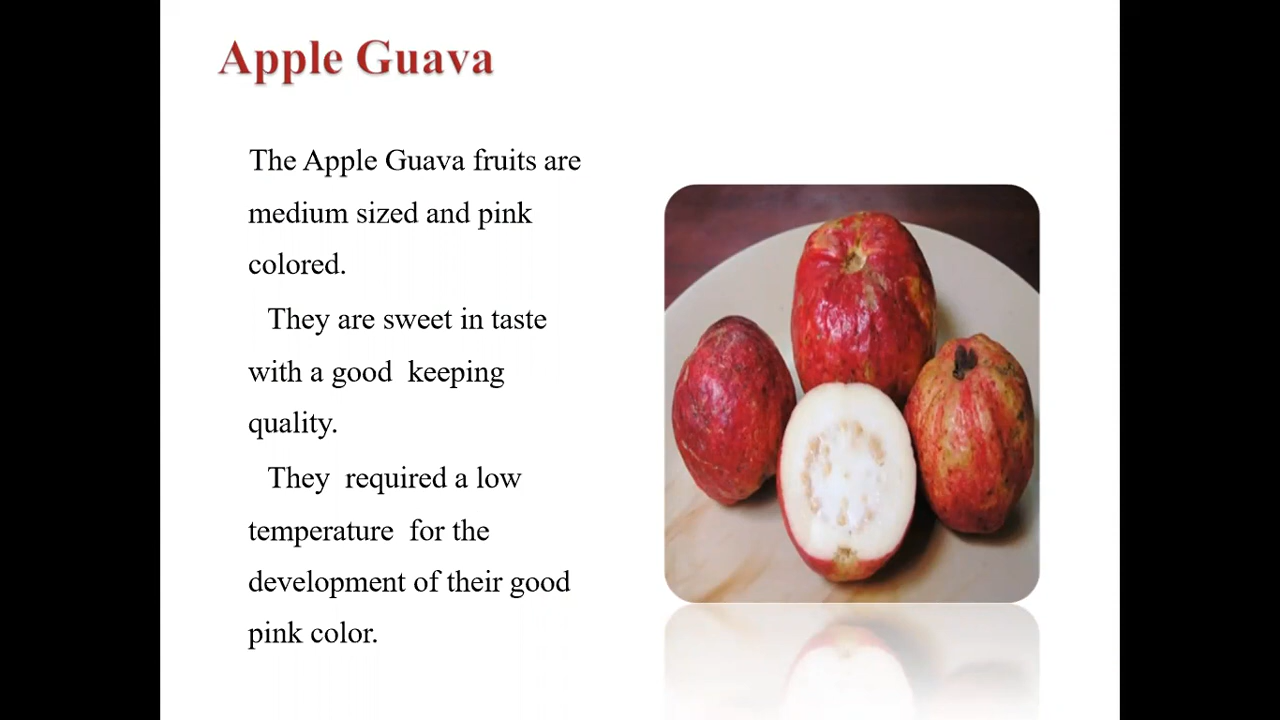 Apple Guava
The Apple Guava fruits are
medium sized and pink
colored.
They are sweet in taste
with a good keeping
quality.
They required a low
temperature for the
development of their good
pink color.